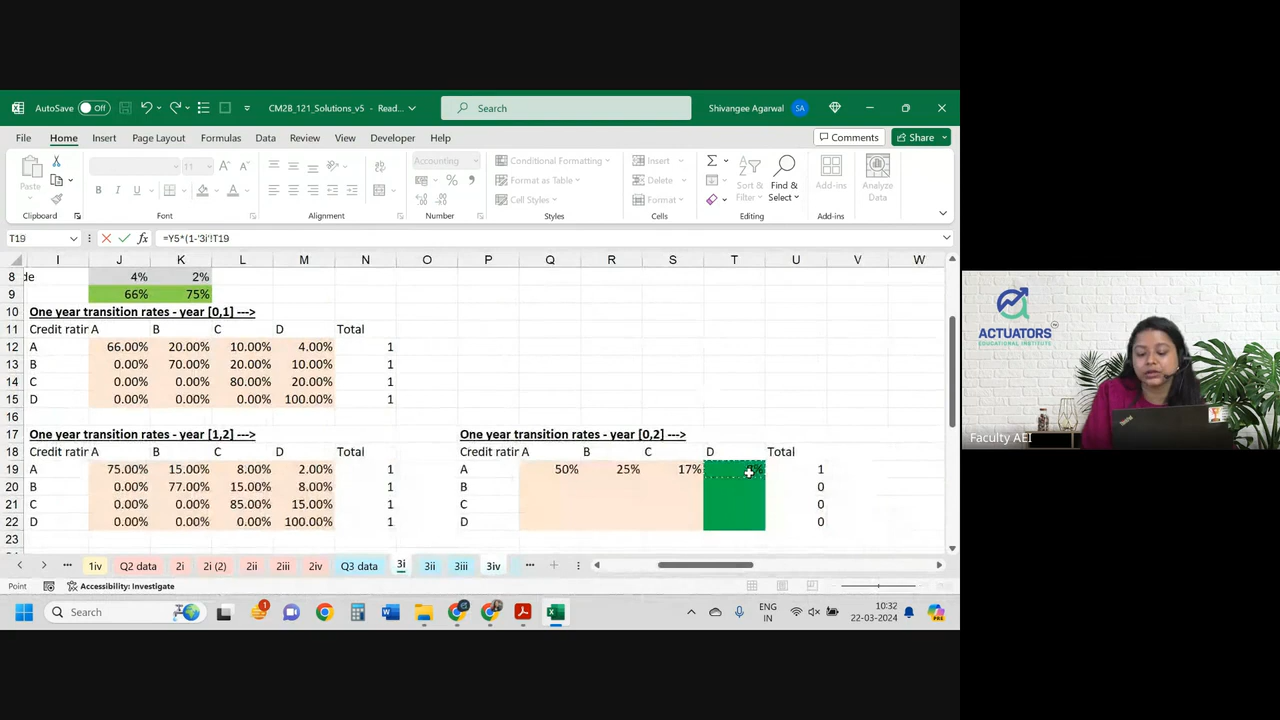 AutoSave Off CM2B_121_Solutions_v5 - Read... Search Shivangee Agarwal SA
File Home Insert Page Layout Formulas Data Review View Developer Help Comments Share
Paste 11 Accounting Conditional Formatting Insert
B I U Format as Table Delete Sort & Find & Add-ins Analyze
Cell Styles Format Filter Select Data
Clipboard Font Alignment Number Styles Cells Editing Add-ins
T19 =Y5*(1-'3i'!T19
I J K L M N O P Q R S T U V W
8 de 4% 2%
9 66% 75%
10 One year transition rates - year [0,1] --->
11 Credit ratir A B C D Total
12 A 66.00% 20.00% 10.00% 4.00% 1
13 B 0.00% 70.00% 20.00% 10.00% 1
14 C 0.00% 0.00% 80.00% 20.00% 1
15 D 0.00% 0.00% 0.00% 100.00% 1
16
17 One year transition rates - year [1,2] ---> One year transition rates - year [0,2] --->
18 Credit ratir A B C D Total Credit ratir A B C D Total
19 A 75.00% 15.00% 8.00% 2.00% 1 A 50% 25% 17% 1
20 B 0.00% 77.00% 15.00% 8.00% 1 B 0
21 C 0.00% 0.00% 85.00% 15.00% 1 C 0
22 D 0.00% 0.00% 0.00% 100.00% 1 D 0
23
1iv Q2 data 2i 2i (2) 2ii 2iii 2iv Q3 data 3i 3ii 3iii 3iv
Point Accessibility: Investigate
Search ENG IN 10:32 22-03-2024
ACTUATORS
EDUCATIONAL INSTITUTE
Faculty AEI